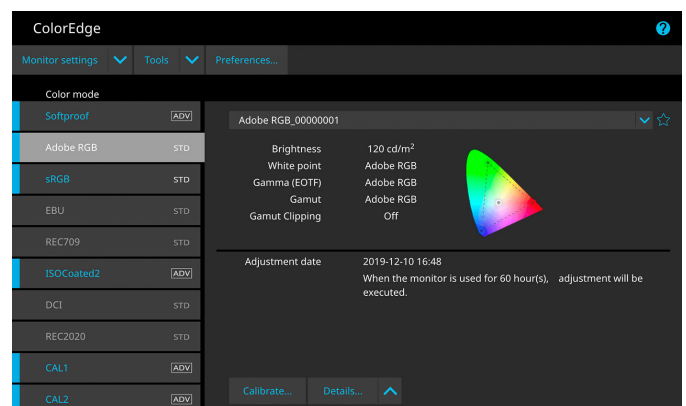 ColorEdge
Monitor settings Tools Preferences...
Color mode
Softproof ADV
Adobe RGB STD
sRGB STD
EBU STD
REC709 STD
ISOCoated2 ADV
DCI STD
REC2020 STD
CAL1 ADV
CAL2 ADV
Adobe RGB_00000001
Brightness 120 cd/m²
White point Adobe RGB
Gamma (EOTF) Adobe RGB
Gamut Adobe RGB
Gamut Clipping Off
Adjustment date 2019-12-10 16:48
When the monitor is used for 60 hour(s), adjustment will be
executed.
Calibrate... Details...